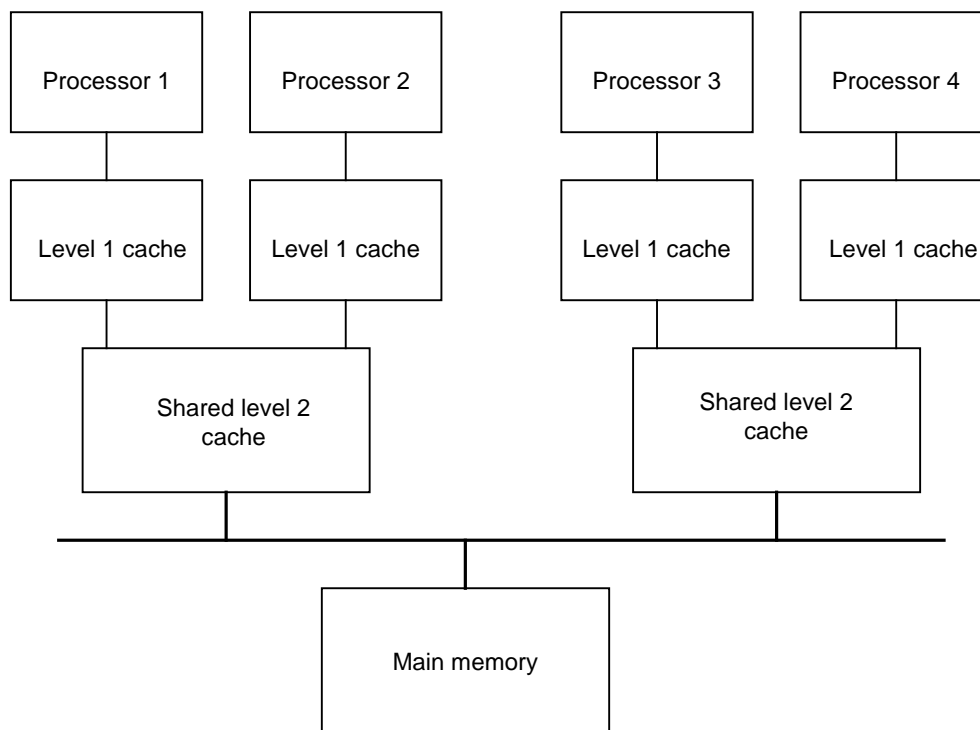 Processor 1
Processor 2
Processor 3
Processor 4
Level 1 cache
Level 1 cache
Level 1 cache
Level 1 cache
Shared level 2
cache
Shared level 2
cache
Main memory